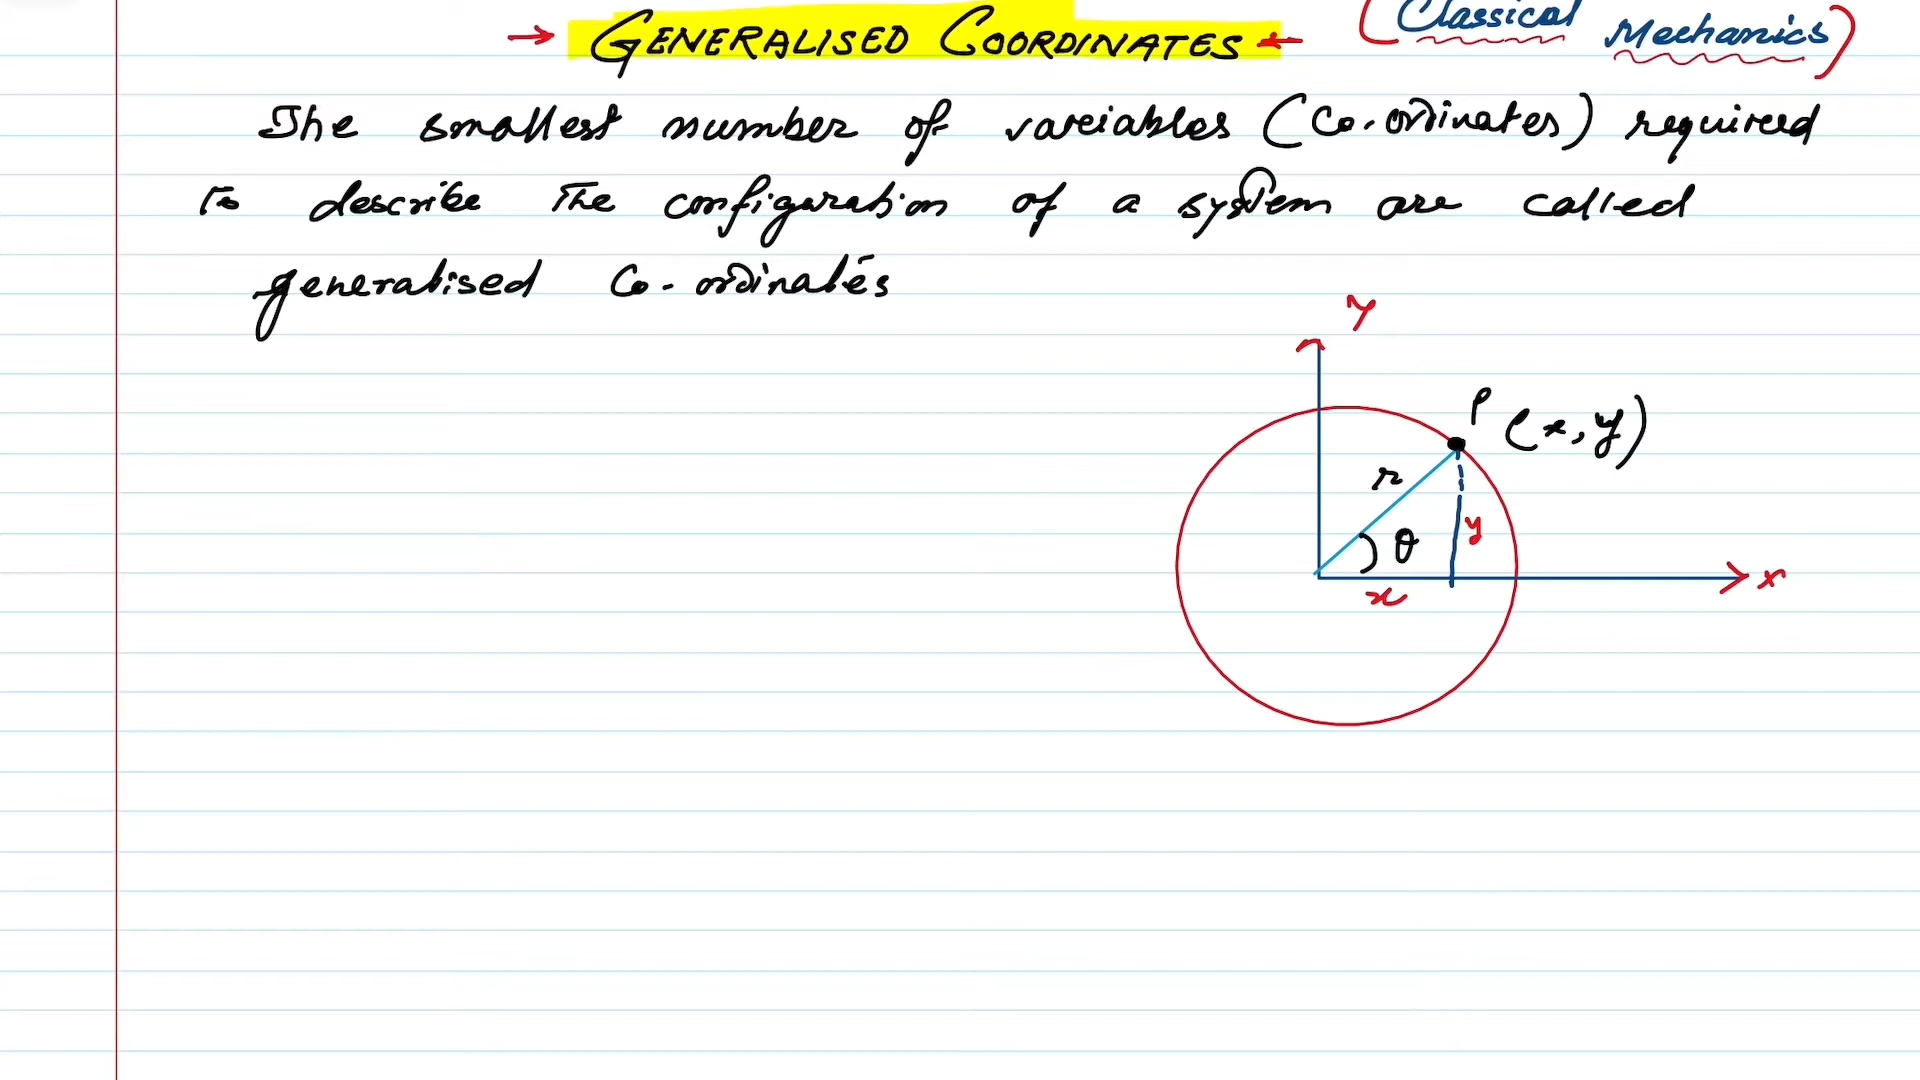 → GENERALISED COORDINATES ← (Classical Mechanics)
The smallest number of variables (Co-ordinates) required
to describe the configuration of a system are called
generalised Co-ordinates
y
P (x, y)
r
θ
y
x
x